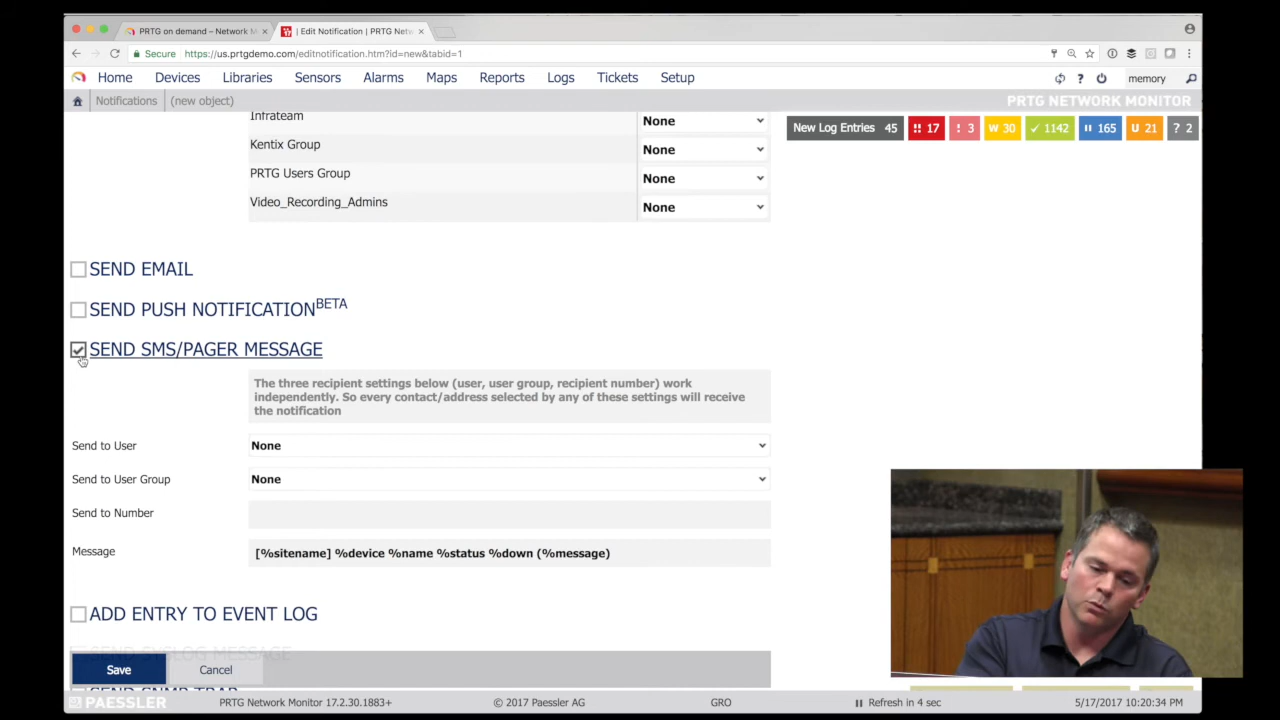 PRTG on demand – Network M
| Edit Notification | PRTG Netw
Secure https://us.prtgdemo.com/editnotification.htm?id=new&tabid=1
Home Devices Libraries Sensors Alarms Maps Reports Logs Tickets Setup ? memory
Notifications (new object) PRTG NETWORK MONITOR
New Log Entries 45 !! 17 ! 3 W 30 ✓ 1142 II 165 U 21 ? 2
Infrateam None
Kentix Group None
PRTG Users Group None
Video_Recording_Admins None
SEND EMAIL
SEND PUSH NOTIFICATION BETA
SEND SMS/PAGER MESSAGE
The three recipient settings below (user, user group, recipient number) work
independently. So every contact/address selected by any of these settings will receive
the notification
Send to User None
Send to User Group None
Send to Number
Message [%sitename] %device %name %status %down (%message)
ADD ENTRY TO EVENT LOG
SEND SYSLOG MESSAGE
Save Cancel
SEND SNMP TRAP
PAESSLER PRTG Network Monitor 17.2.30.1883+ © 2017 Paessler AG GRO Refresh in 4 sec 5/17/2017 10:20:34 PM